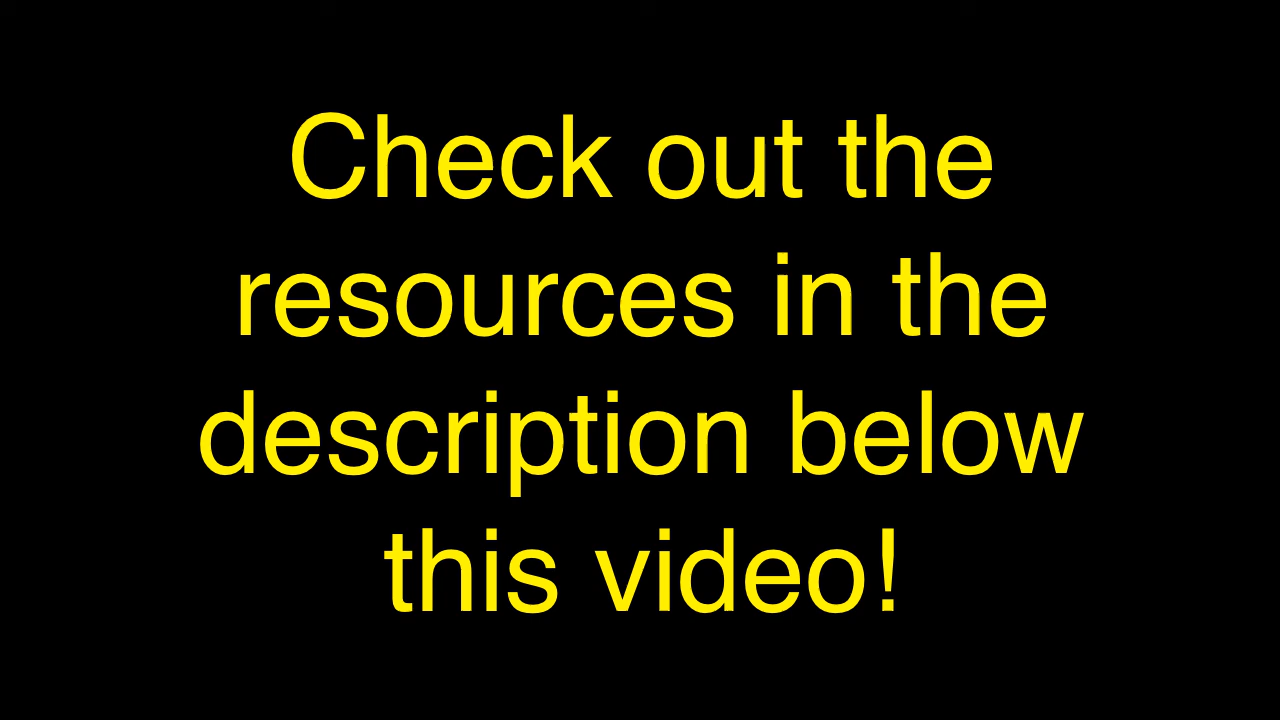 Check out the
resources in the
description below
this video!